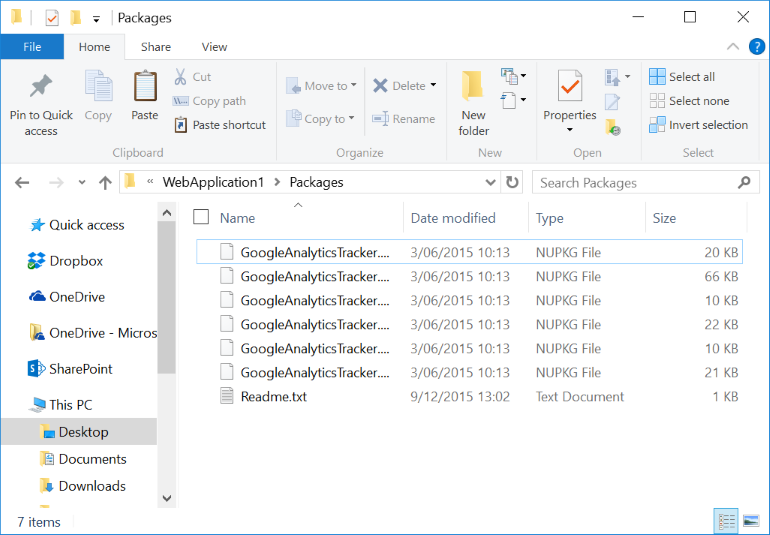 Packages
File Home Share View
Pin to Quick access
Copy
Paste
Cut
Copy path
Paste shortcut
Clipboard
Move to
Copy to
Delete
Rename
Organize
New folder
New
Properties
Open
Select all
Select none
Invert selection
Select
« WebApplication1 > Packages
Search Packages
Quick access
Dropbox
OneDrive
OneDrive - Micros
SharePoint
This PC
Desktop
Documents
Downloads
Name Date modified Type Size
GoogleAnalyticsTracker.... 3/06/2015 10:13 NUPKG File 20 KB
GoogleAnalyticsTracker.... 3/06/2015 10:13 NUPKG File 66 KB
GoogleAnalyticsTracker.... 3/06/2015 10:13 NUPKG File 10 KB
GoogleAnalyticsTracker.... 3/06/2015 10:13 NUPKG File 22 KB
GoogleAnalyticsTracker.... 3/06/2015 10:13 NUPKG File 10 KB
GoogleAnalyticsTracker.... 3/06/2015 10:13 NUPKG File 21 KB
Readme.txt 9/12/2015 13:02 Text Document 1 KB
7 items